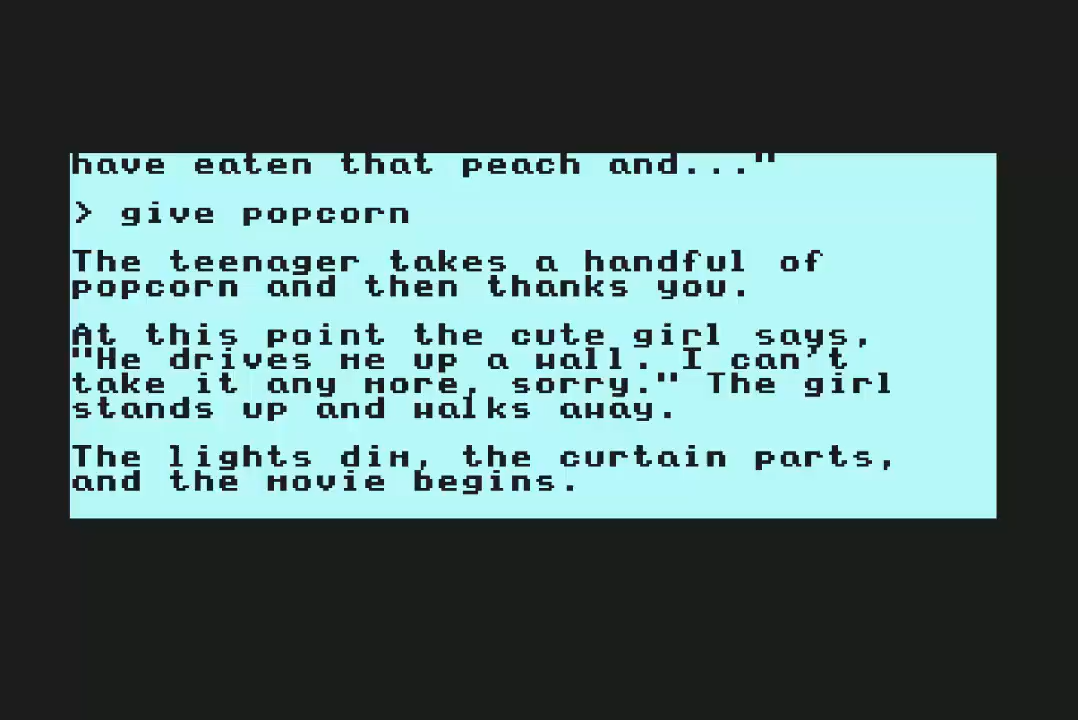 have eaten that peach and..."
> give popcorn
The teenager takes a handful of
popcorn and then thanks you.
At this point the cute girl says,
"He drives me up a wall. I can't
take it any more, sorry." The girl
stands up and walks away.
The lights dim, the curtain parts,
and the movie begins.